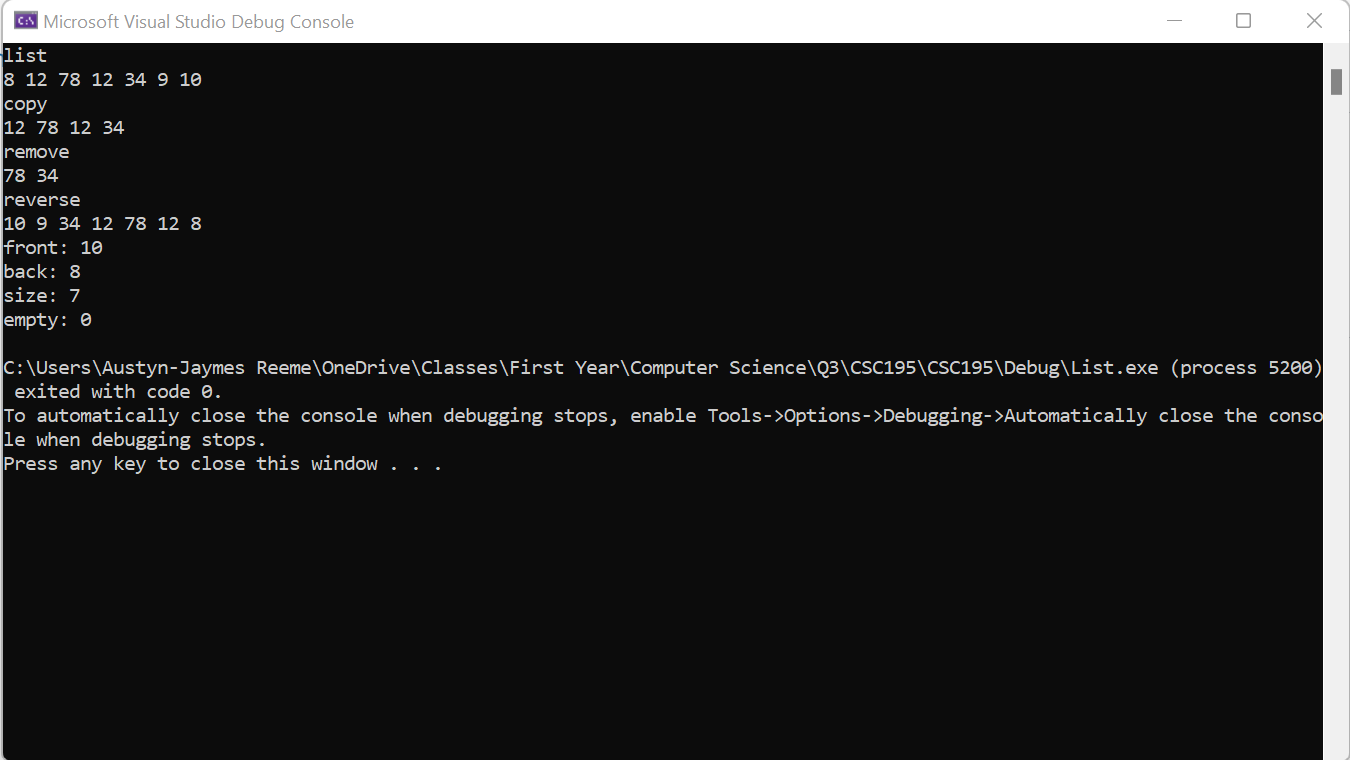 Microsoft Visual Studio Debug Console
list
8 12 78 12 34 9 10
copy
12 78 12 34
remove
78 34
reverse
10 9 34 12 78 12 8
front: 10
back: 8
size: 7
empty: 0
C:\Users\Austyn-Jaymes Reeme\OneDrive\Classes\First Year\Computer Science\Q3\CSC195\CSC195\Debug\List.exe (process 5200)
 exited with code 0.
To automatically close the console when debugging stops, enable Tools->Options->Debugging->Automatically close the conso
le when debugging stops.
Press any key to close this window . . .